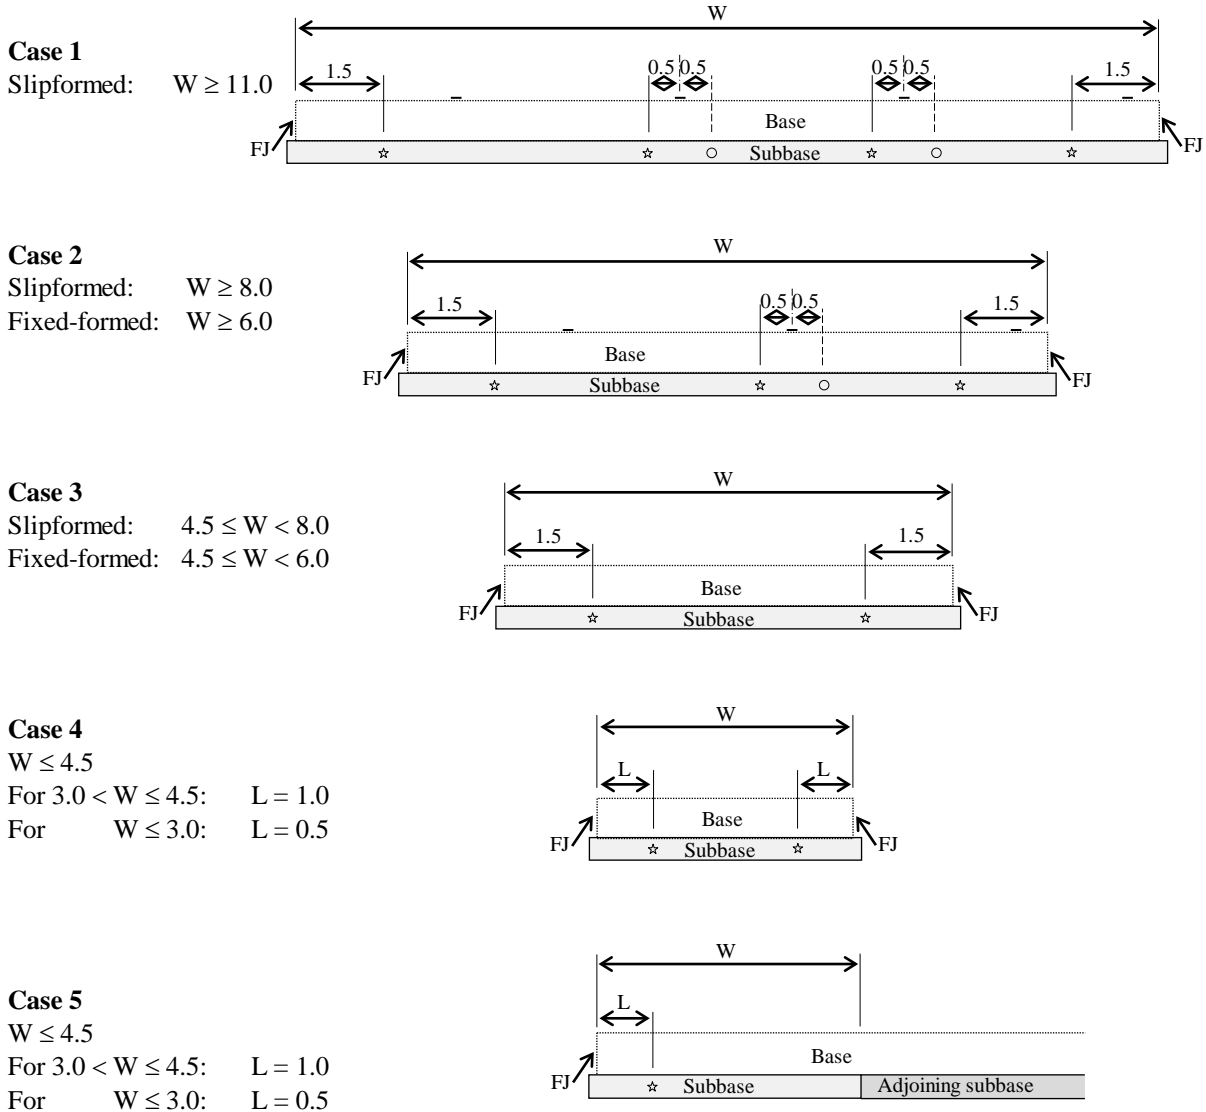 W
Case 1
Slipformed: W ≥ 11.0
1.5
0.5 0.5
0.5 0.5
1.5
Base
FJ
Subbase
FJ
Case 2
W
Slipformed: W ≥ 8.0
Fixed-formed: W ≥ 6.0
1.5
0.5 0.5
1.5
Base
FJ
Subbase
FJ
W
Case 3
Slipformed: 4.5 ≤ W < 8.0
Fixed-formed: 4.5 ≤ W < 6.0
1.5
1.5
Base
FJ
Subbase
FJ
W
Case 4
W ≤ 4.5
For 3.0 < W ≤ 4.5: L = 1.0
For W ≤ 3.0: L = 0.5
L
L
Base
FJ
Subbase
FJ
W
Case 5
W ≤ 4.5
For 3.0 < W ≤ 4.5: L = 1.0
For W ≤ 3.0: L = 0.5
L
Base
FJ
Subbase
Adjoining subbase